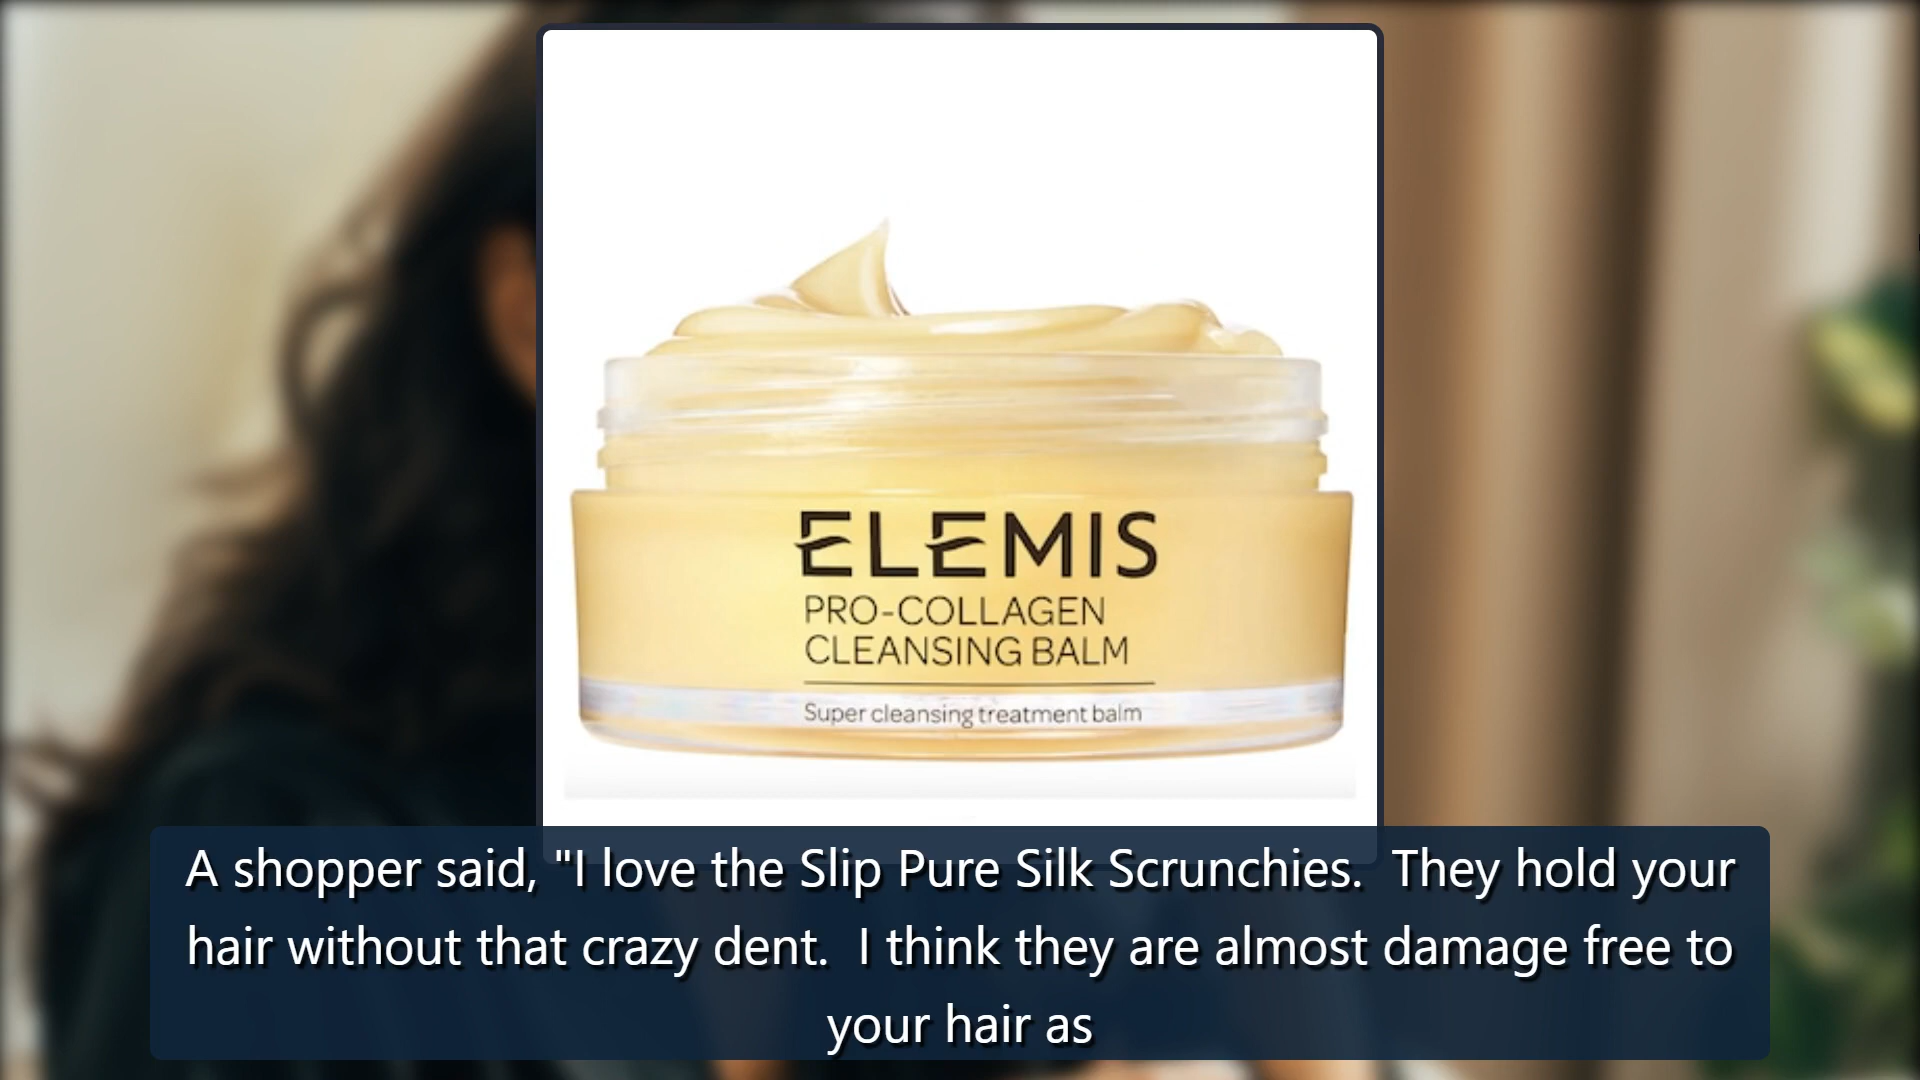 ELEMIS
PRO-COLLAGEN
CLEANSING BALM
Super cleansing treatment balm
A shopper said, "I love the Slip Pure Silk Scrunchies.  They hold your
hair without that crazy dent.  I think they are almost damage free to
your hair as